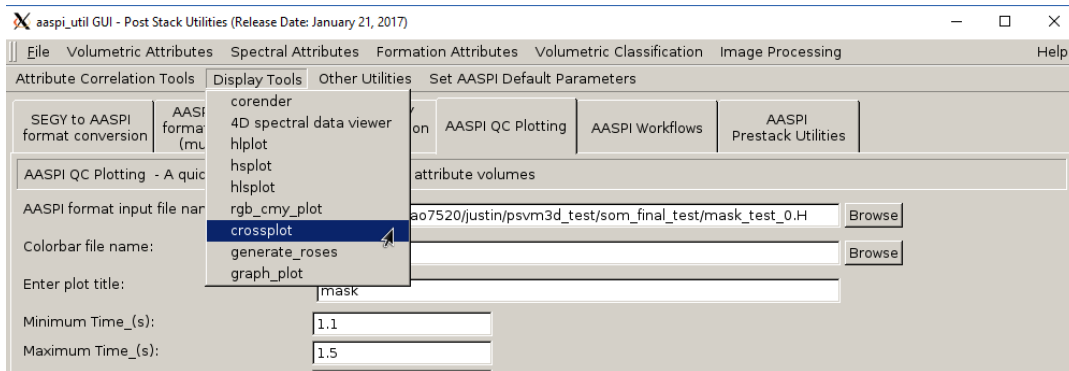 aaspi_util GUI - Post Stack Utilities (Release Date: January 21, 2017)
File Volumetric Attributes Spectral Attributes Formation Attributes Volumetric Classification Image Processing Help
Attribute Correlation Tools Display Tools Other Utilities Set AASPI Default Parameters
corender
4D spectral data viewer
hlplot
hsplot
hlsplot
rgb_cmy_plot
crossplot
generate_roses
graph_plot
SEGY to AASPI
format conversion
AASPI QC Plotting
AASPI Workflows
AASPI
Prestack Utilities
AASPI QC Plotting - A quic
attribute volumes
AASPI format input file nar
ao7520/justin/psvm3d_test/som_final_test/mask_test_0.H Browse
Colorbar file name: Browse
Enter plot title: mask
Minimum Time_(s): 1.1
Maximum Time_(s): 1.5